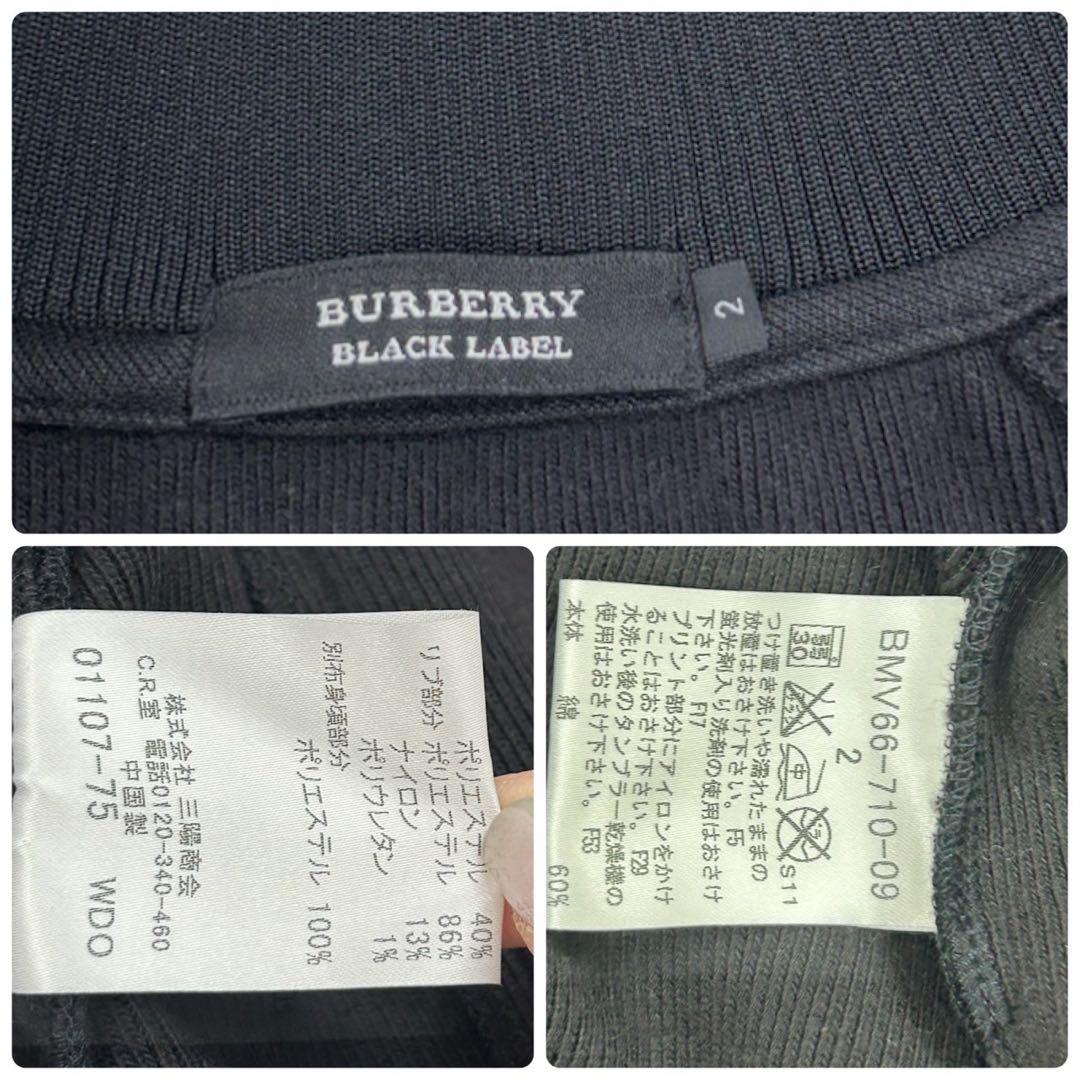 BURBERRY
BLACK LABEL
2
ポリエステル 40%
リブ部分 ポリエステル 86%
ナイロン 13%
ポリウレタン 1%
別布身頃部分
ポリエステル 100%
株式会社 三陽商会
C.R.室 電話0120-340-460
中国製
01107-75 WDO
BMV66-710-09
2
弱
30
中
S11
つけ置き洗いや濡れたままの
放置はおさけ下さい。 F5
蛍光剤入り洗剤の使用はおさけ
下さい。 F17
プリント部分にアイロンをかけ
ることはおさけ下さい。 F29
水洗い後のタンブラー乾燥機の
使用はおさけ下さい。 F53
本体 綿 60%